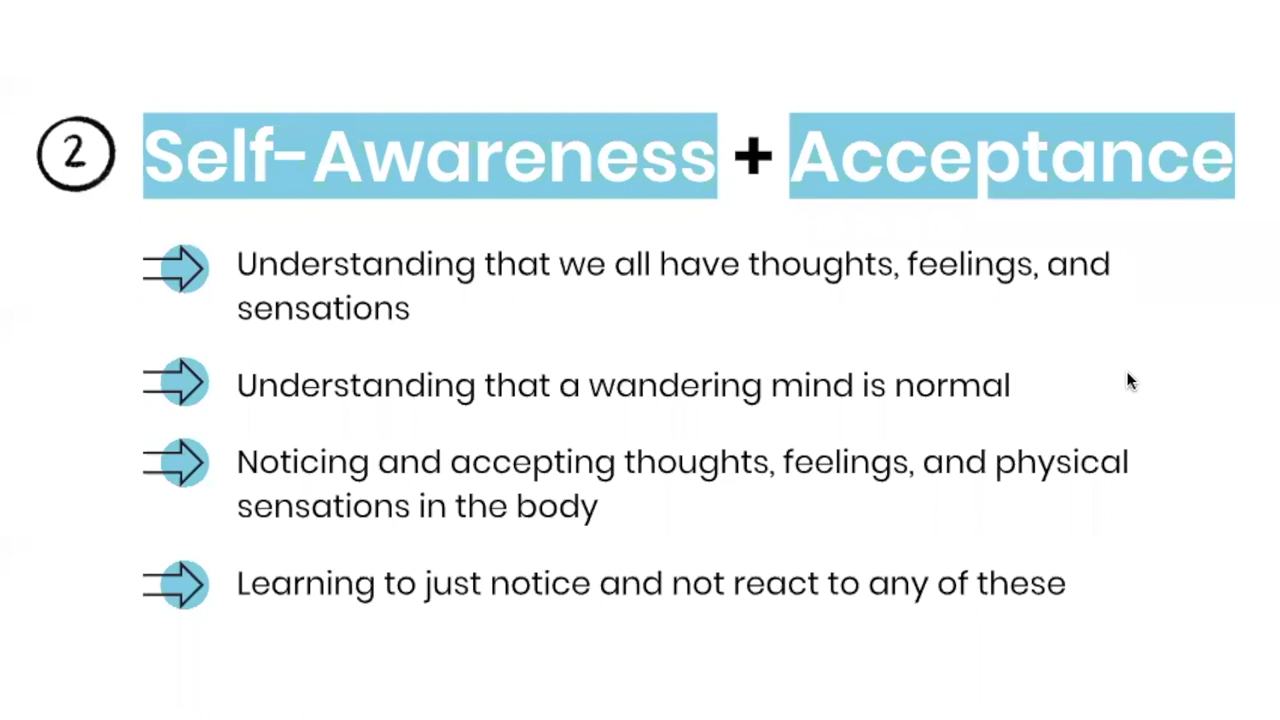 2 Self-Awareness + Acceptance
Understanding that we all have thoughts, feelings, and
sensations
Understanding that a wandering mind is normal
Noticing and accepting thoughts, feelings, and physical
sensations in the body
Learning to just notice and not react to any of these